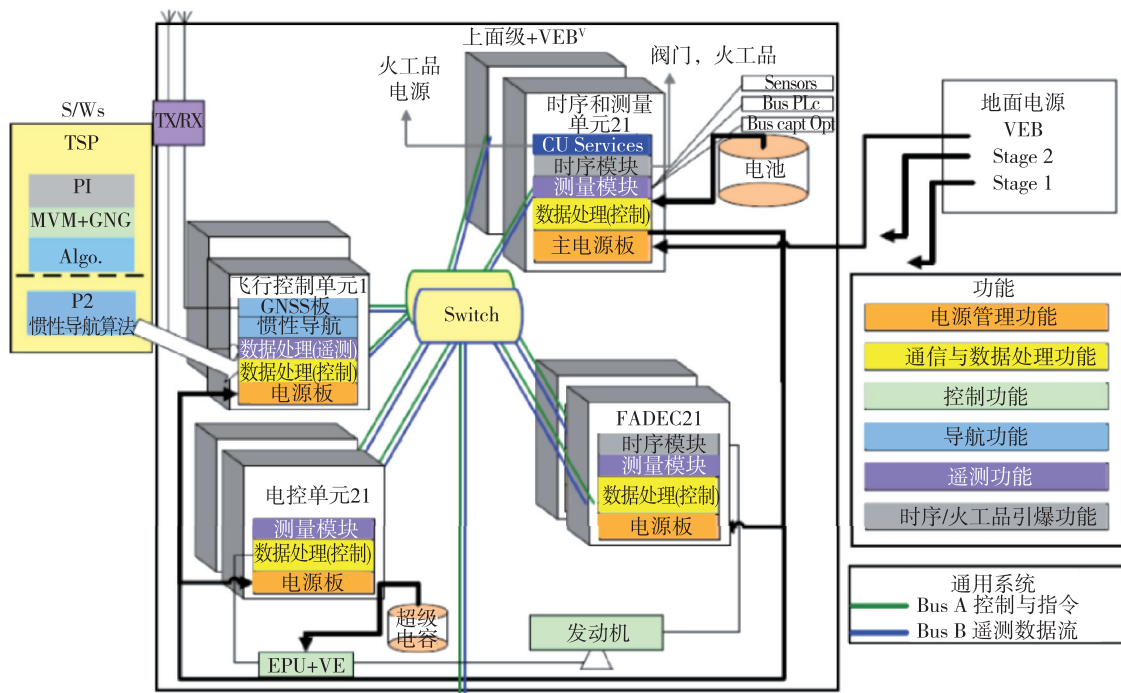 S/Ws
TSP
PI
MVM+GNG
Algo.
P2
惯性导航算法
TX/RX
上面级+VEBV
火工品
电源
阀门，火工品
时序和测量
单元21
CU Services
时序模块
测量模块
数据处理(控制)
主电源板
Sensors
Bus PLc
Bus capt Opt
电池
地面电源
VEB
Stage 2
Stage 1
飞行控制单元1
GNSS板
惯性导航
数据处理(遥测)
数据处理(控制)
电源板
Switch
电控单元21
测量模块
数据处理(控制)
电源板
超级
电容
EPU+VE
FADEC21
时序模块
测量模块
数据处理(控制)
电源板
发动机
功能
电源管理功能
通信与数据处理功能
控制功能
导航功能
遥测功能
时序/火工品引爆功能
通用系统
Bus A 控制与指令
Bus B 遥测数据流